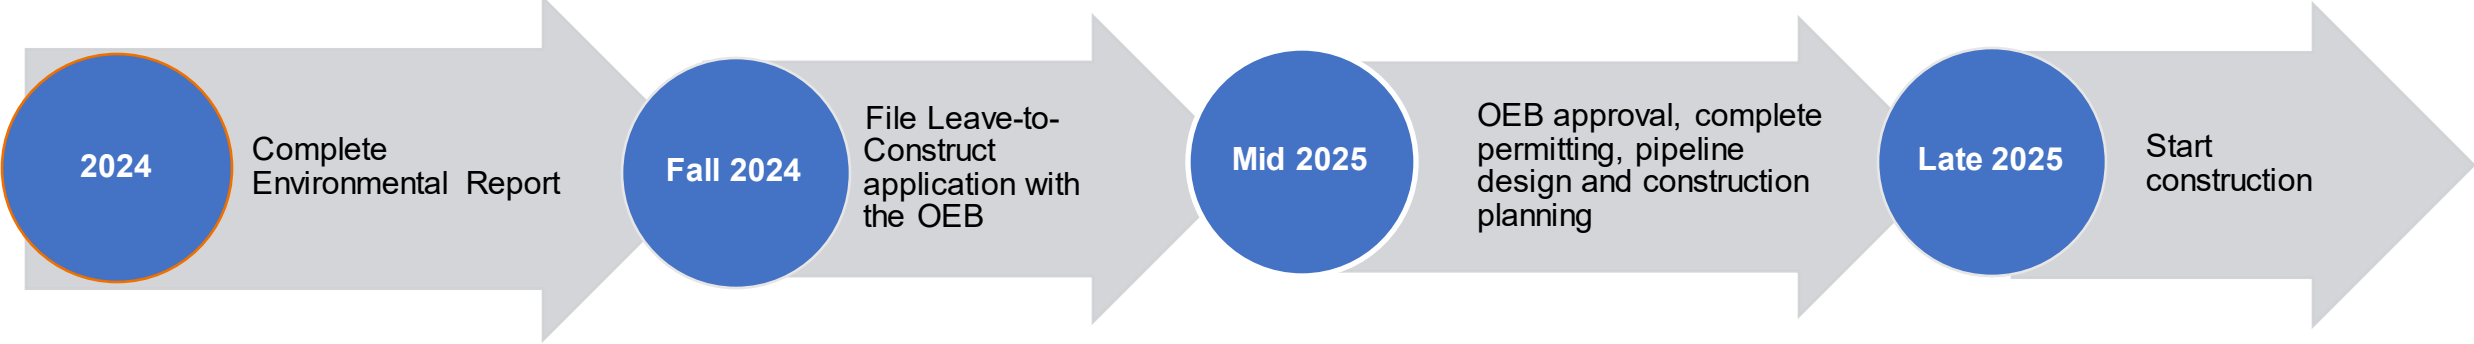 2024
Complete
Environmental Report
Fall 2024
File Leave-to-
Construct
application with
the OEB
Mid 2025
OEB approval, complete
permitting, pipeline
design and construction
planning
Late 2025
Start
construction